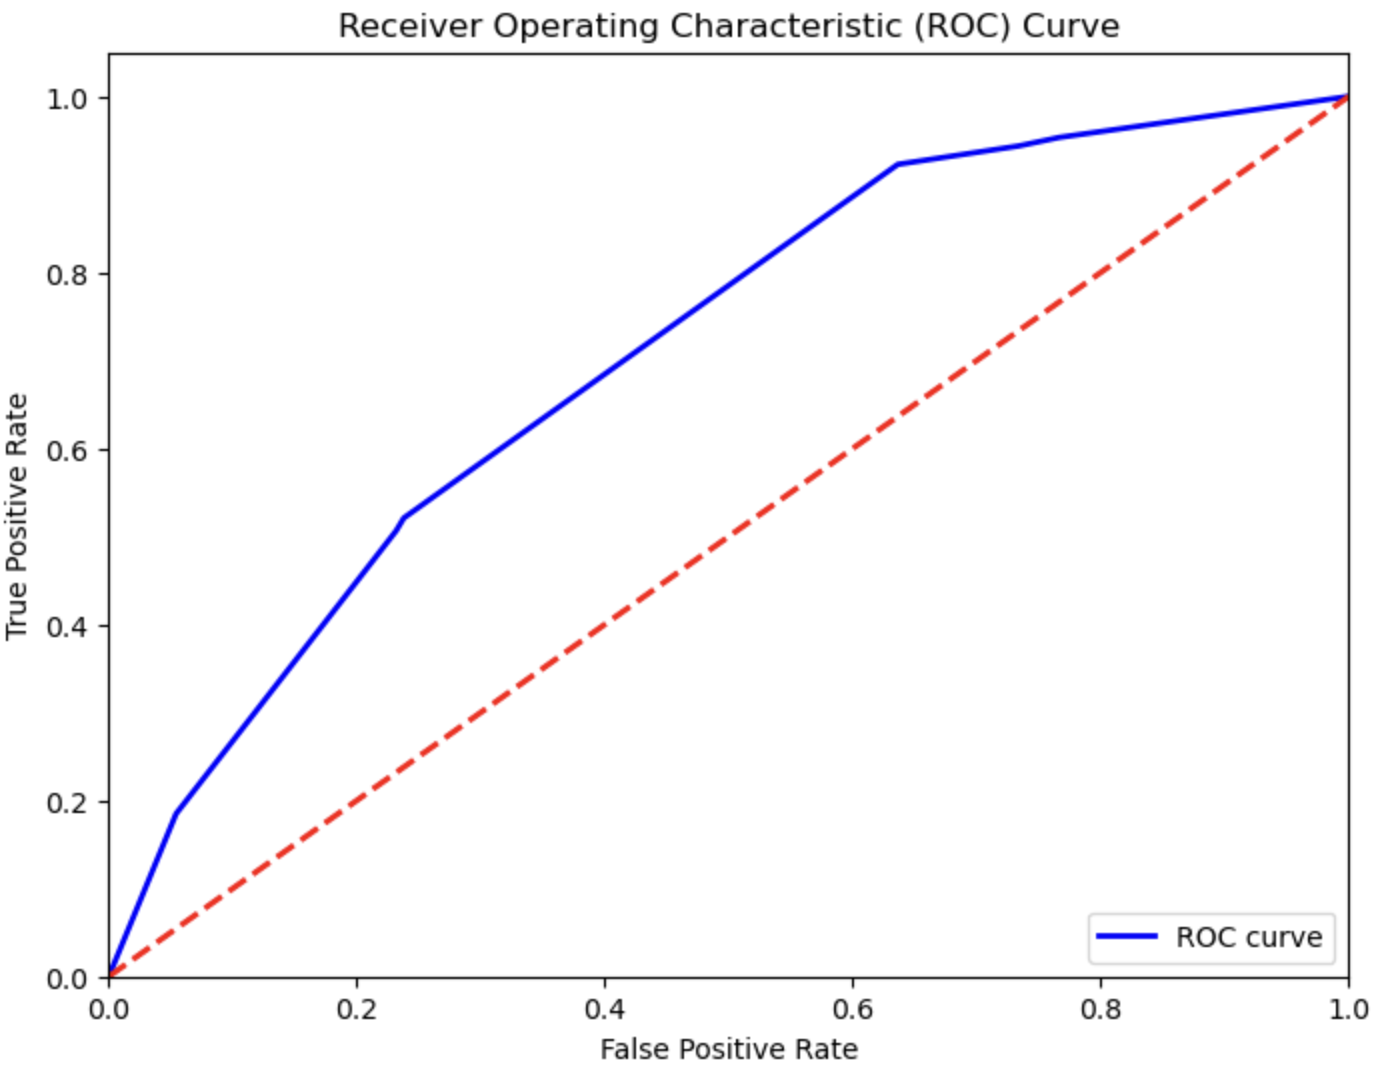 Receiver Operating Characteristic (ROC) Curve
1.0
0.8
0.6
0.4
0.2
0.0
True Positive Rate
0.0 0.2 0.4 0.6 0.8 1.0
False Positive Rate
ROC curve